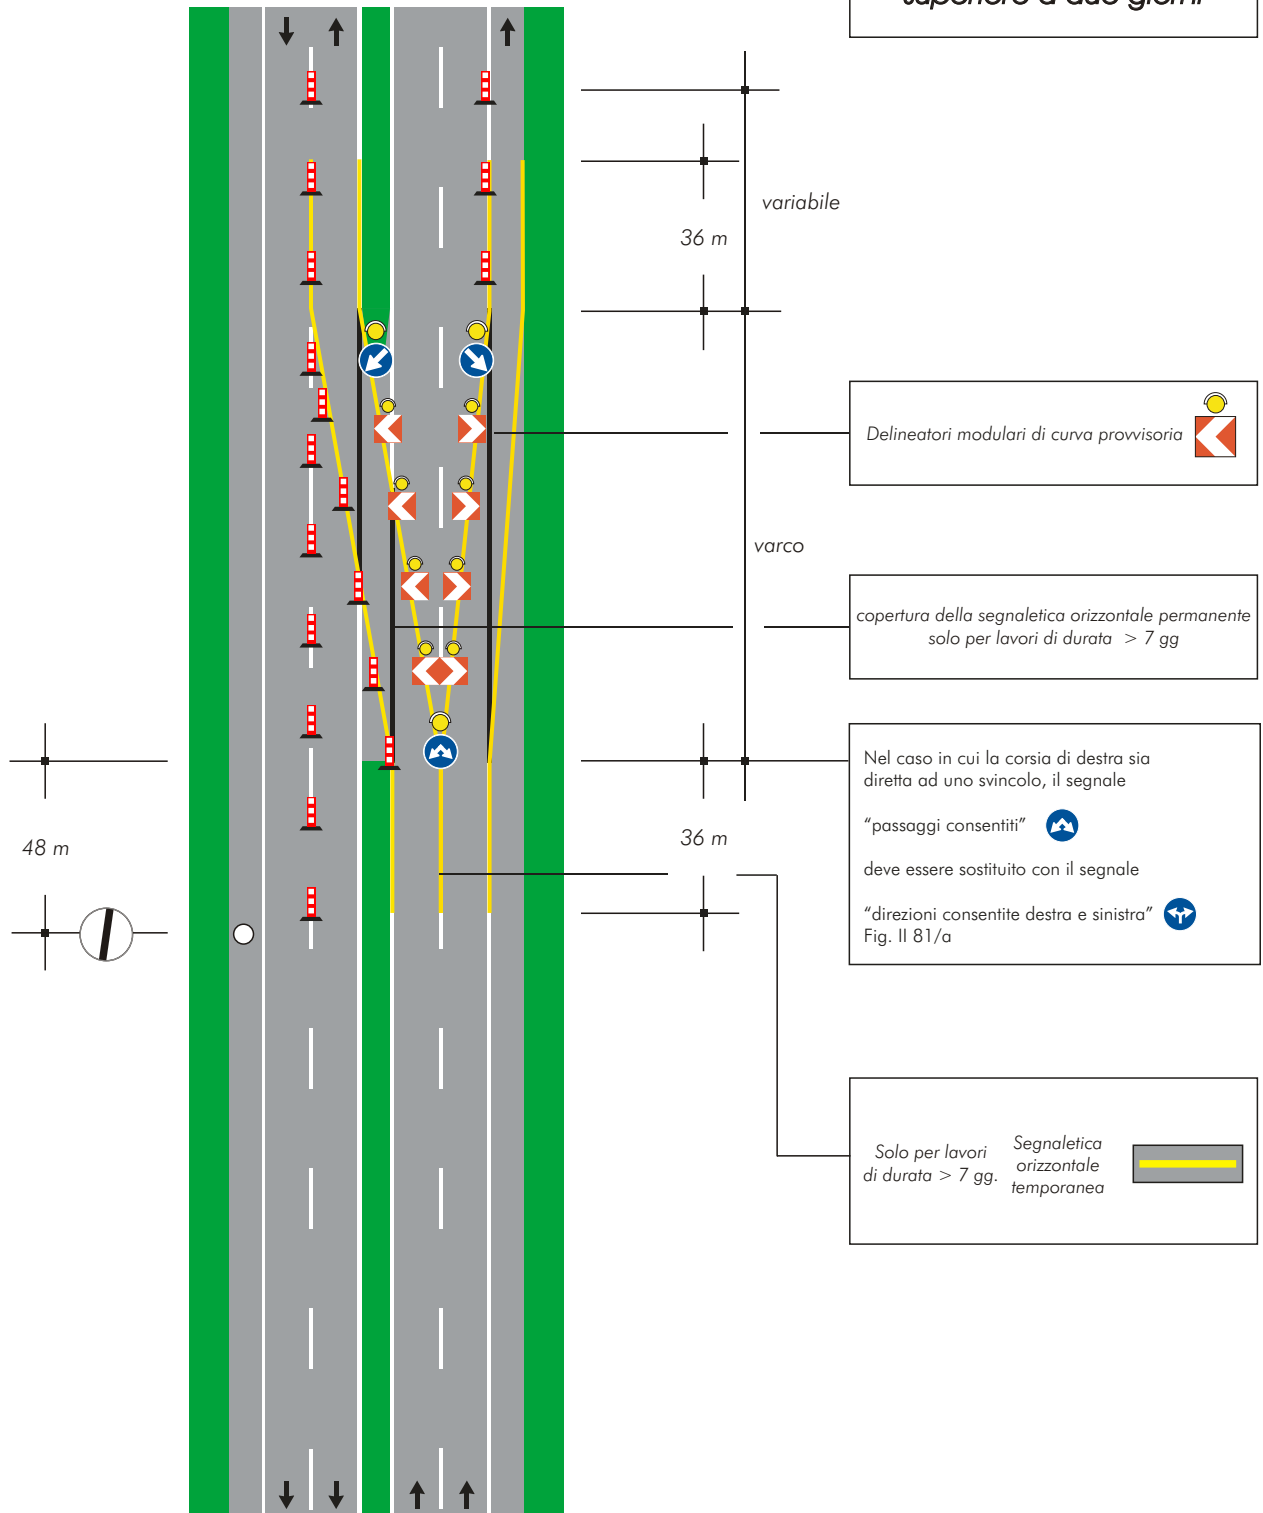 superiore a due giorni
variabile
36 m
Delineatori modulari di curva provvisoria
varco
copertura della segnaletica orizzontale permanente
solo per lavori di durata > 7 gg
Nel caso in cui la corsia di destra sia
diretta ad uno svincolo, il segnale
“passaggi consentiti”
deve essere sostituito con il segnale
“direzioni consentite destra e sinistra”
Fig. II 81/a
48 m
36 m
Solo per lavori
di durata > 7 gg.
Segnaletica
orizzontale
temporanea